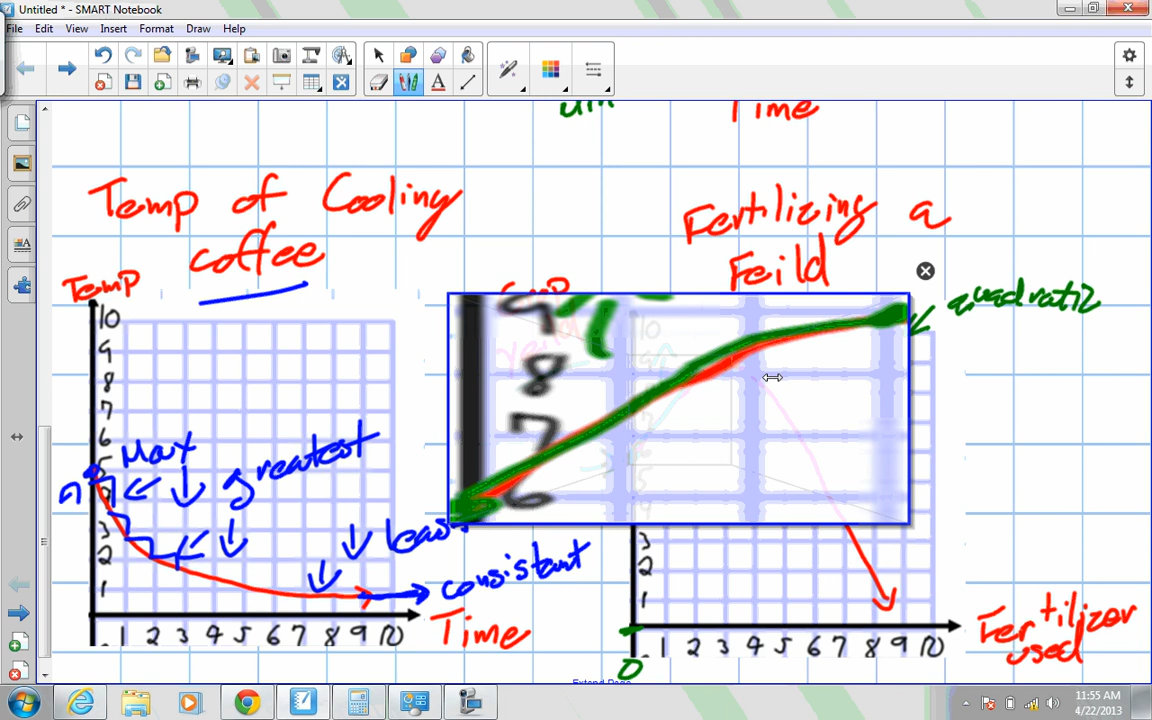 Untitled * - SMART Notebook
File Edit View Insert Format Draw Help
Time
Temp of Cooling
coffee
Fertilizing a
Feild
Temp
quadratic
10
9
8
7
6
5
3
2
1
Max
greatest
least
consistant
1 2 3 4 5 6 7 8 9 10
Time
9
8
7
6
10
3
2
1
0
1 2 3 4 5 6 7 8 9 10
Fertilizer
used
Extend Page
11:55 AM
4/22/2013